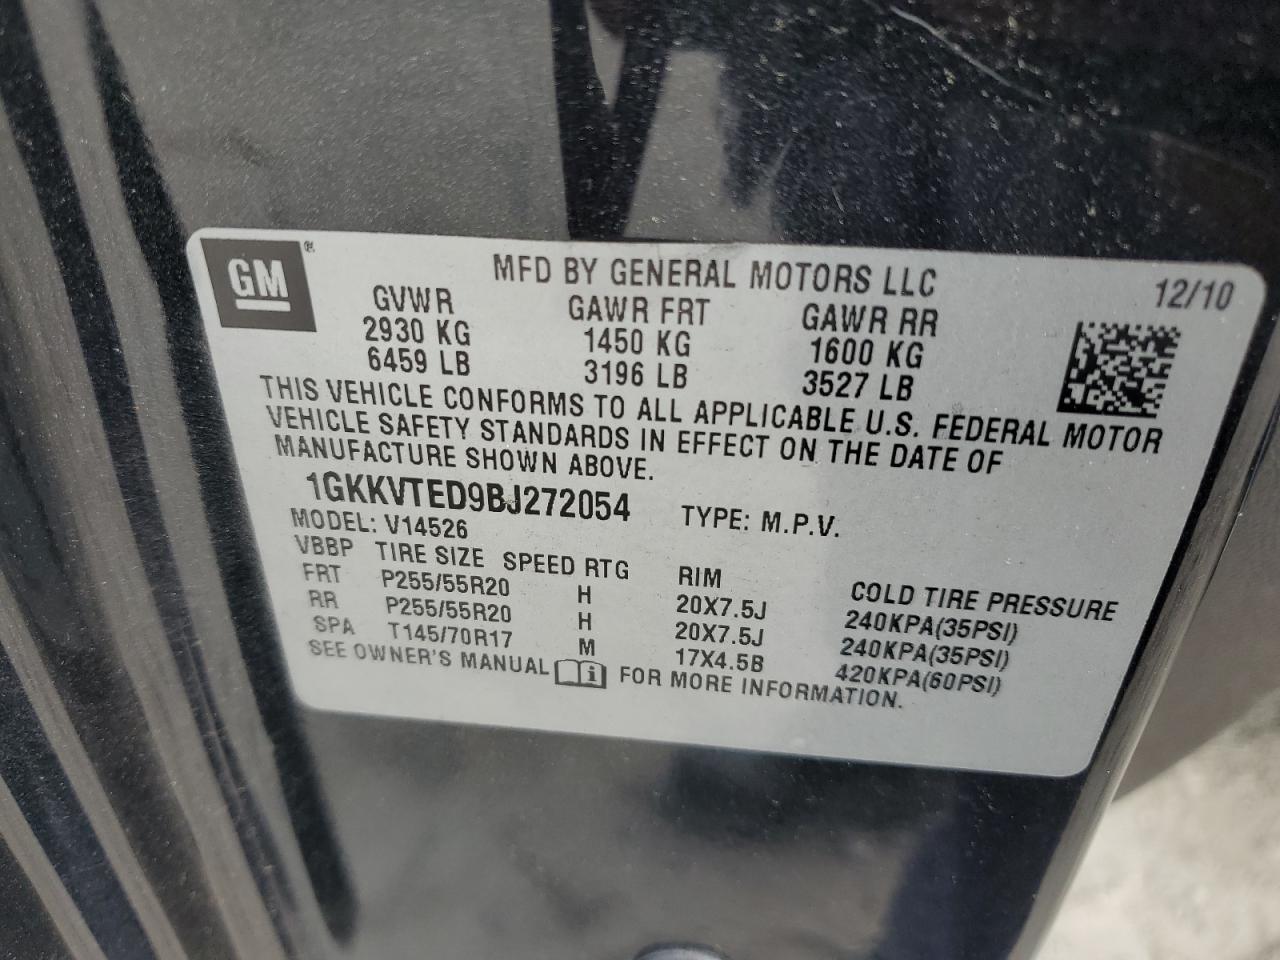 GM ®
MFD BY GENERAL MOTORS LLC 12/10
GVWR GAWR FRT GAWR RR
2930 KG 1450 KG 1600 KG
6459 LB 3196 LB 3527 LB
THIS VEHICLE CONFORMS TO ALL APPLICABLE U.S. FEDERAL MOTOR
VEHICLE SAFETY STANDARDS IN EFFECT ON THE DATE OF
MANUFACTURE SHOWN ABOVE.
1GKKVTED9BJ272054 TYPE: M.P.V.
MODEL: V14526
VBBP TIRE SIZE SPEED RTG RIM COLD TIRE PRESSURE
FRT P255/55R20 H 20X7.5J 240KPA(35PSI)
RR P255/55R20 H 20X7.5J 240KPA(35PSI)
SPA T145/70R17 M 17X4.5B 420KPA(60PSI)
SEE OWNER'S MANUAL i FOR MORE INFORMATION.